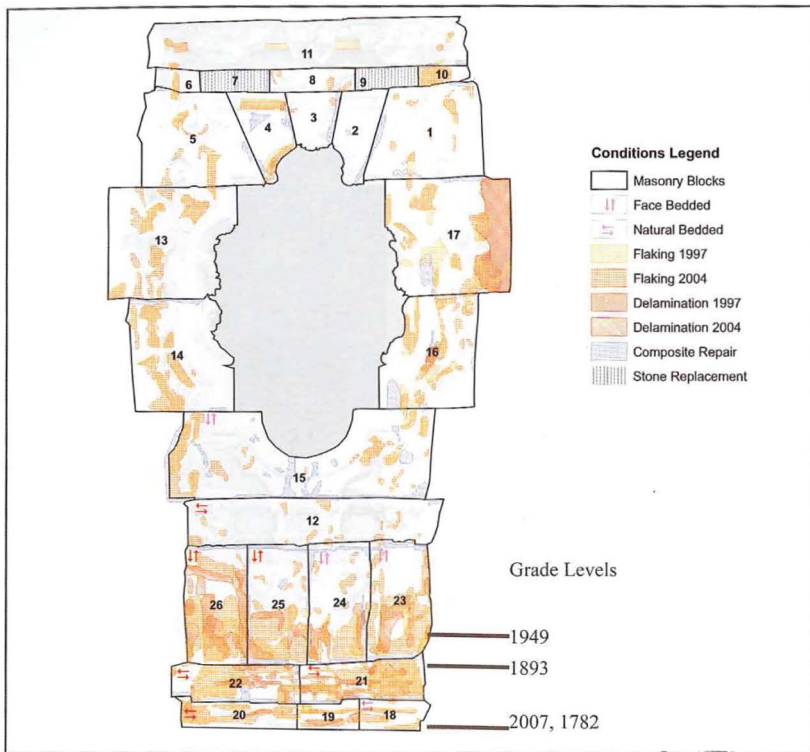 11
6 7 8 9 10
5 4 3 2 1
13 17
14 16
15
12
26 25 24 23
22 21
20 19 18
Conditions Legend
Masonry Blocks
Face Bedded
Natural Bedded
Flaking 1997
Flaking 2004
Delamination 1997
Delamination 2004
Composite Repair
Stone Replacement
Grade Levels
1949
1893
2007, 1782